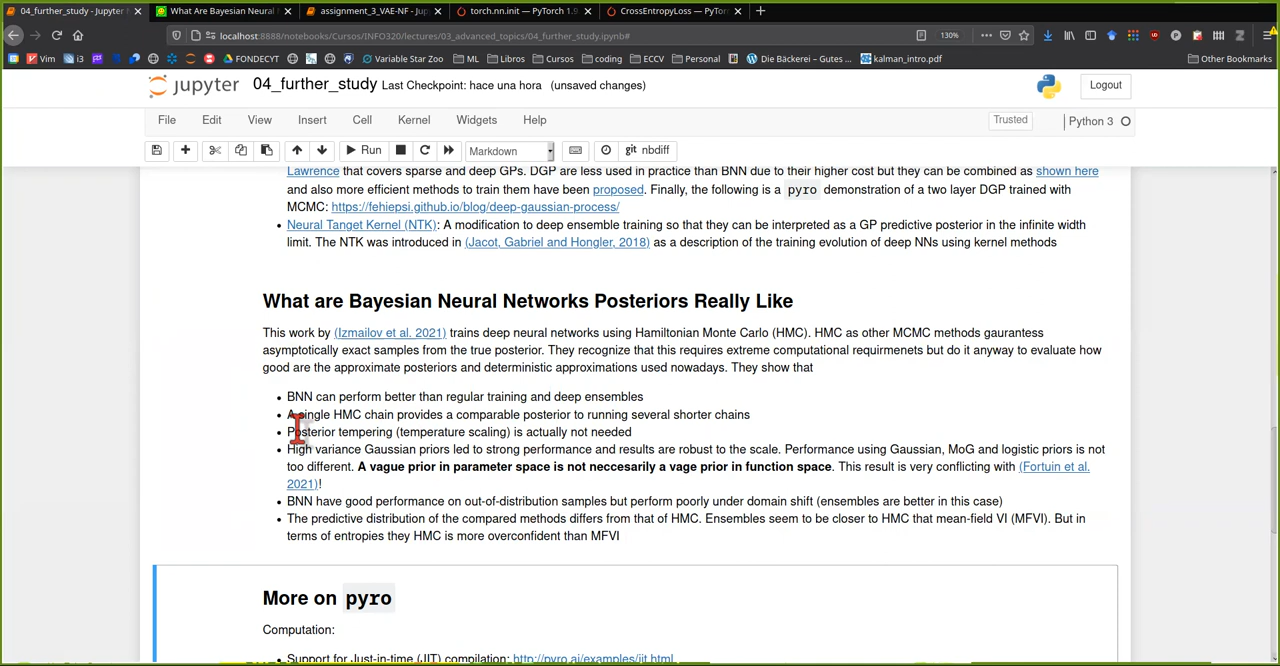 04_further_study - Jupyter N
What Are Bayesian Neural N
assignment_3_VAE-NF - Jup
torch.nn.init — PyTorch 1.9
CrossEntropyLoss — PyTor
localhost:8888/notebooks/Cursos/INFO320/lectures/03_advanced_topics/04_further_study.ipynb#
130%
Vim
i3
FONDECYT
Variable Star Zoo
ML
Libros
Cursos
coding
ECCV
Personal
Die Bäckerei – Gutes ...
kalman_intro.pdf
Other Bookmarks
jupyter 04_further_study Last Checkpoint: hace una hora (unsaved changes)
Logout
File Edit View Insert Cell Kernel Widgets Help
Trusted
Python 3
Run
Markdown
git nbdiff
Lawrence that covers sparse and deep GPs. DGP are less used in practice than BNN due to their higher cost but they can be combined as shown here
and also more efficient methods to train them have been proposed. Finally, the following is a pyro demonstration of a two layer DGP trained with
MCMC: https://fehiepsi.github.io/blog/deep-gaussian-process/
• Neural Tanget Kernel (NTK): A modification to deep ensemble training so that they can be interpreted as a GP predictive posterior in the infinite width
limit. The NTK was introduced in (Jacot, Gabriel and Hongler, 2018) as a description of the training evolution of deep NNs using kernel methods
What are Bayesian Neural Networks Posteriors Really Like
This work by (Izmailov et al. 2021) trains deep neural networks using Hamiltonian Monte Carlo (HMC). HMC as other MCMC methods gaurantess
asymptotically exact samples from the true posterior. They recognize that this requires extreme computational requirmenets but do it anyway to evaluate how
good are the approximate posteriors and deterministic approximations used nowadays. They show that
• BNN can perform better than regular training and deep ensembles
• A single HMC chain provides a comparable posterior to running several shorter chains
• Posterior tempering (temperature scaling) is actually not needed
• High variance Gaussian priors led to strong performance and results are robust to the scale. Performance using Gaussian, MoG and logistic priors is not
too different. A vague prior in parameter space is not neccesarily a vage prior in function space. This result is very conflicting with (Fortuin et al.
2021)!
• BNN have good performance on out-of-distribution samples but perform poorly under domain shift (ensembles are better in this case)
• The predictive distribution of the compared methods differs from that of HMC. Ensembles seem to be closer to HMC that mean-field VI (MFVI). But in
terms of entropies they HMC is more overconfident than MFVI
More on pyro
Computation:
• Support for Just-in-time (JIT) compilation: http://pyro.ai/examples/jit.html